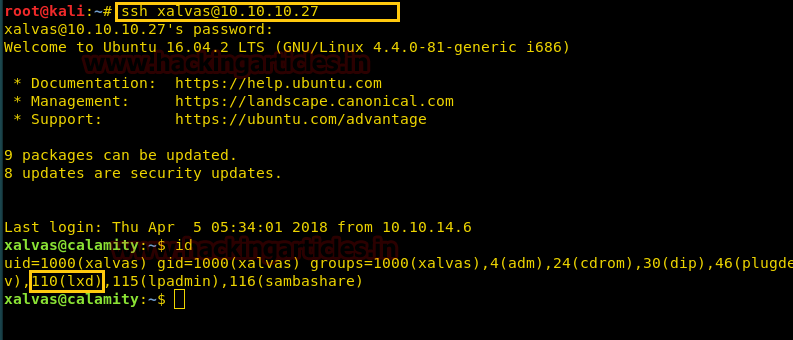 root@kali:~# ssh xalvas@10.10.10.27
xalvas@10.10.10.27's password:
Welcome to Ubuntu 16.04.2 LTS (GNU/Linux 4.4.0-81-generic i686)
www.hackingarticles.in
* Documentation:  https://help.ubuntu.com
* Management:     https://landscape.canonical.com
* Support:        https://ubuntu.com/advantage
9 packages can be updated.
8 updates are security updates.
Last login: Thu Apr  5 05:34:01 2018 from 10.10.14.6
xalvas@calamity:~$ id
www.hackingarticles.in
uid=1000(xalvas) gid=1000(xalvas) groups=1000(xalvas),4(adm),24(cdrom),30(dip),46(plugde
v),110(lxd),115(lpadmin),116(sambashare)
xalvas@calamity:~$